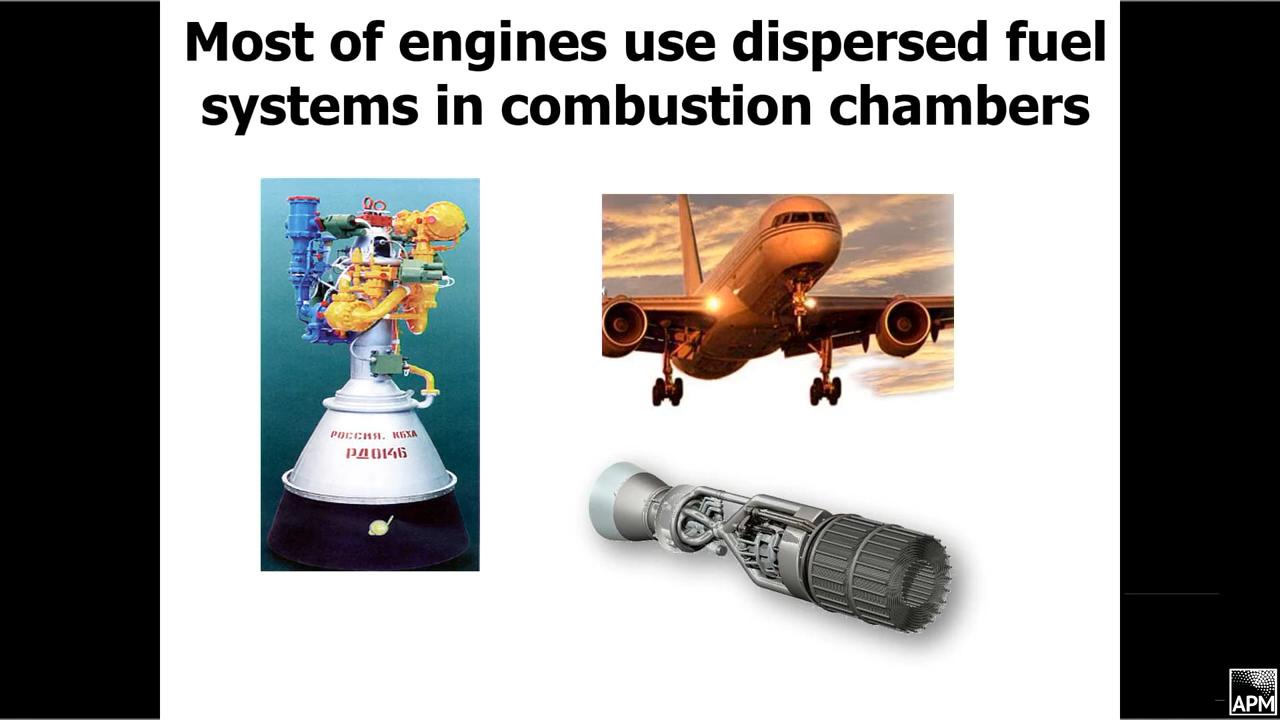 Most of engines use dispersed fuel
systems in combustion chambers
РОССИЯ. КБХА
РД0146
APM